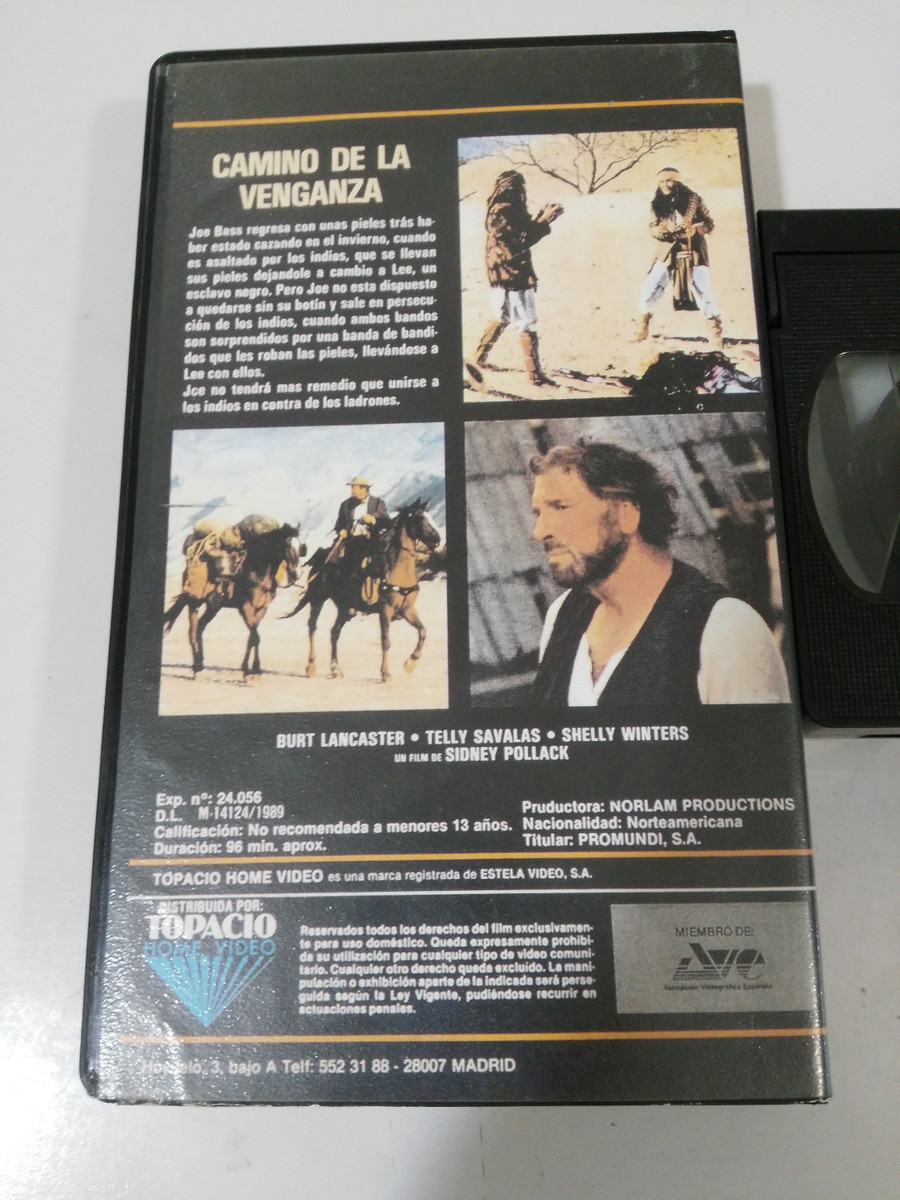 CAMINO DE LA
VENGANZA
Joe Bass regresa con unas pieles trás ha-
ber estado cazando en el invierno, cuando
es asaltado por los indios, que se llevan
sus pieles dejandole a cambio a Lee, un
esclavo negro. Pero Joe no esta dispuesto
a quedarse sin su botín y sale en persecu-
ción de los indios, cuando ambos bandos
son sorprendidos por una banda de bandi-
dos que les roban las pieles, llevándose a
Lee con ellos.
Jce no tendrá mas remedio que unirse a
los indios en contra de los ladrones.
BURT LANCASTER • TELLY SAVALAS • SHELLY WINTERS
UN FILM DE SIDNEY POLLACK
Exp. nº: 24.056
D.L. M-14124/1989
Calificación: No recomendada a menores 13 años.
Duración: 96 min. aprox.
Pruductora: NORLAM PRODUCTIONS
Nacionalidad: Norteamericana
Titular: PROMUNDI, S.A.
TOPACIO HOME VIDEO es una marca registrada de ESTELA VIDEO, S.A.
DISTRIBUIDA POR:
TOPACIO
HOME VIDEO
Reservados todos los derechos del film exclusivamen-
te para uso doméstico. Queda expresamente prohibi-
da su utilización para cualquier tipo de video comuni-
tario. Cualquier otro derecho queda excluido. La mani-
pulación o exhibición aparte de la indicada será perse-
guida según la Ley Vigente, pudiéndose recurrir en
actuaciones penales.
MIEMBRO DE:
AVE
Asociación Videográfica Española
3, bajo A Telf: 552 31 88 - 28007 MADRID